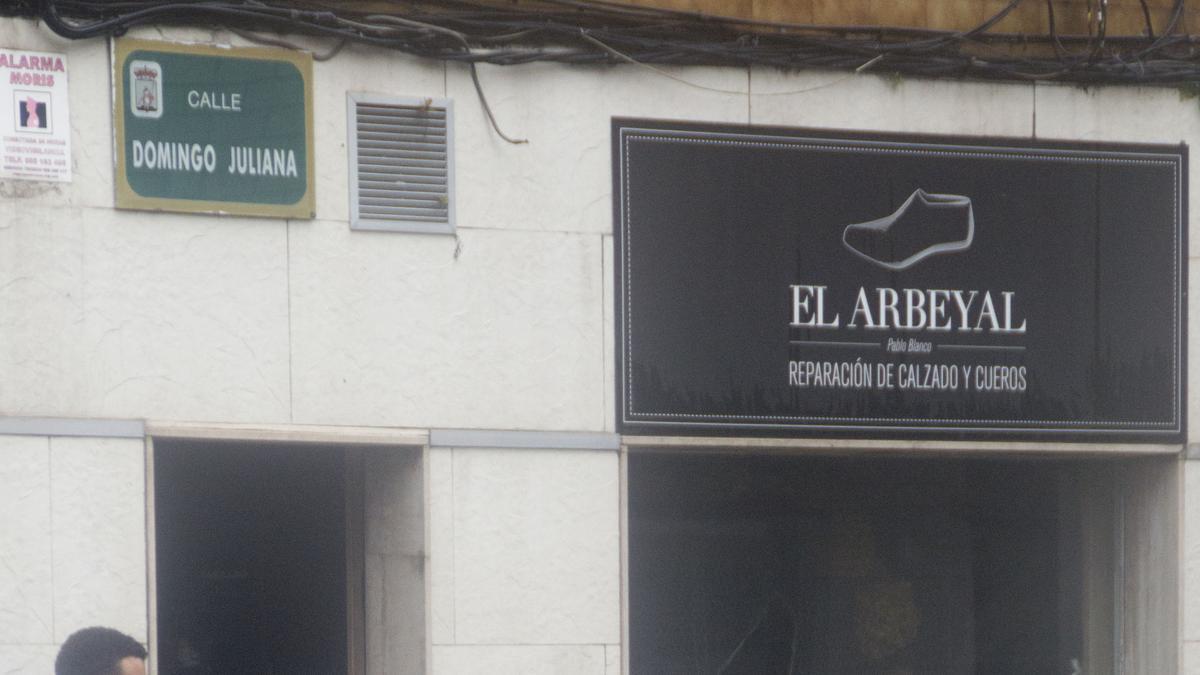 ALARMA
MORIS
CALLE
DOMINGO JULIANA
EL ARBEYAL
Pablo Blanco
REPARACIÓN DE CALZADO Y CUEROS